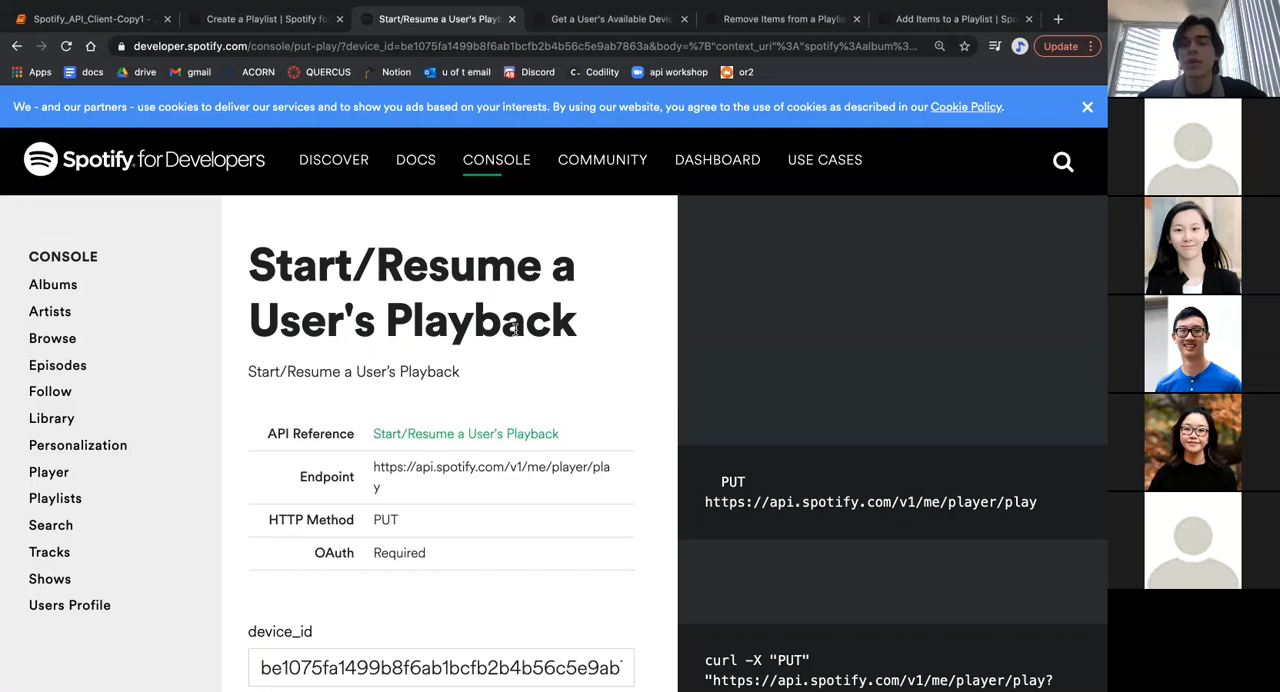 Spotify_API_Client-Copy1 -
Create a Playlist | Spotify for
Start/Resume a User's Playb
Get a User's Available Devic
Remove Items from a Playlis
Add Items to a Playlist | Spo
developer.spotify.com/console/put-play/?device_id=be1075fa1499b8f6ab1bcfb2b4b56c5e9ab7863a&body=%7B"context_uri"%3A"spotify%3Aalbum%...
Update
Apps
docs
drive
gmail
ACORN
QUERCUS
Notion
u of t email
Discord
Codility
api workshop
or2
We - and our partners - use cookies to deliver our services and to show you ads based on your interests. By using our website, you agree to the use of cookies as described in our Cookie Policy.
Spotify for Developers
DISCOVER
DOCS
CONSOLE
COMMUNITY
DASHBOARD
USE CASES
CONSOLE
Albums
Artists
Browse
Episodes
Follow
Library
Personalization
Player
Playlists
Search
Tracks
Shows
Users Profile
Start/Resume a
User's Playback
Start/Resume a User's Playback
API Reference Start/Resume a User's Playback
Endpoint https://api.spotify.com/v1/me/player/pla
y
HTTP Method PUT
OAuth Required
device_id
be1075fa1499b8f6ab1bcfb2b4b56c5e9ab
PUT
https://api.spotify.com/v1/me/player/play
curl -X "PUT"
"https://api.spotify.com/v1/me/player/play?